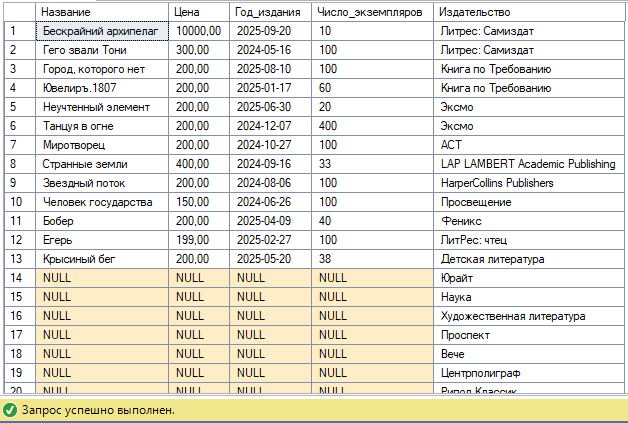 Название Цена Год_издания Число_экземпляров Издательство
1 Бескрайний архипелаг 10000,00 2025-09-20 10 Литрес: Самиздат
2 Гего звали Тони 300,00 2024-05-16 100 Литрес: Самиздат
3 Город, которого нет 200,00 2025-08-10 100 Книга по Требованию
4 Ювелиръ.1807 200,00 2025-01-17 60 Книга по Требованию
5 Неучтенный элемент 200,00 2025-06-30 20 Эксмо
6 Танцуя в огне 200,00 2024-12-07 400 Эксмо
7 Миротворец 200,00 2024-10-27 100 АСТ
8 Странные земли 400,00 2024-09-16 33 LAP LAMBERT Academic Publishing
9 Звездный поток 200,00 2024-08-06 100 HarperCollins Publishers
10 Человек государства 150,00 2024-06-26 100 Просвещение
11 Бобер 200,00 2025-04-09 40 Феникс
12 Егерь 199,00 2025-02-27 100 ЛитРес: чтец
13 Крысиный бег 200,00 2025-05-20 38 Детская литература
14 NULL NULL NULL NULL Юрайт
15 NULL NULL NULL NULL Наука
16 NULL NULL NULL NULL Художественная литература
17 NULL NULL NULL NULL Проспект
18 NULL NULL NULL NULL Вече
19 NULL NULL NULL NULL Центрполиграф
20 NULL NULL NULL NULL Рипол Классик
Запрос успешно выполнен.